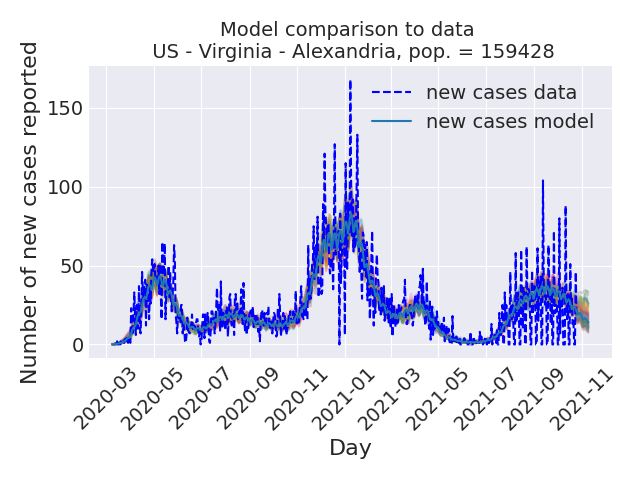 Model comparison to data
US - Virginia - Alexandria, pop. = 159428
Number of new cases reported
150
100
50
0
new cases data
new cases model
2020-03
2020-05
2020-07
2020-09
2020-11
2021-01
2021-03
2021-05
2021-07
2021-09
2021-11
Day